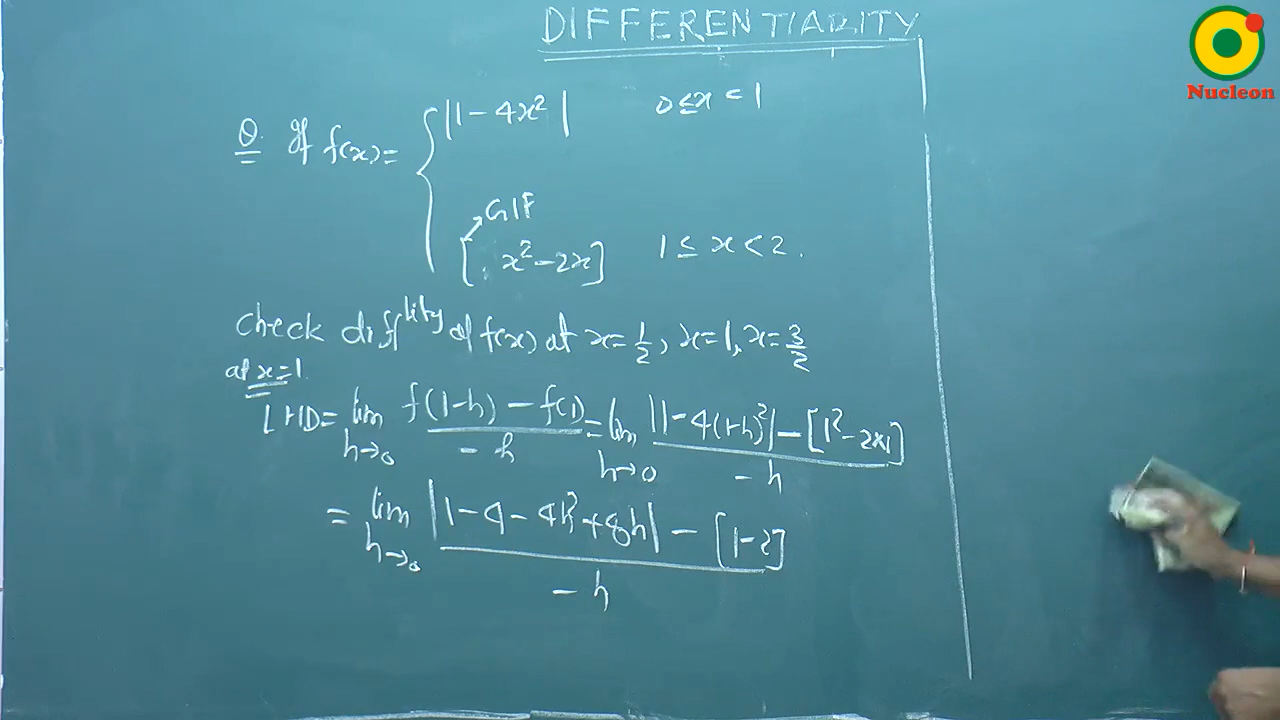 DIFFERENTIABILITY
Nucleon
Q. If f(x) = { |1 - 4x² | 0 ≤ x < 1
GIF
[ x² - 2x ] 1 ≤ x < 2.
Check diffility of f(x) at x = 1/2, x = 1, x = 3/2
at x = 1
LHD = lim h→0 f(1-h) - f(1) / -h = lim h→0 |1 - 4(1-h)²| - [1² - 2×1] / -h
= lim h→0 |1 - 4 - 4h² + 8h| - [1-2] / -h